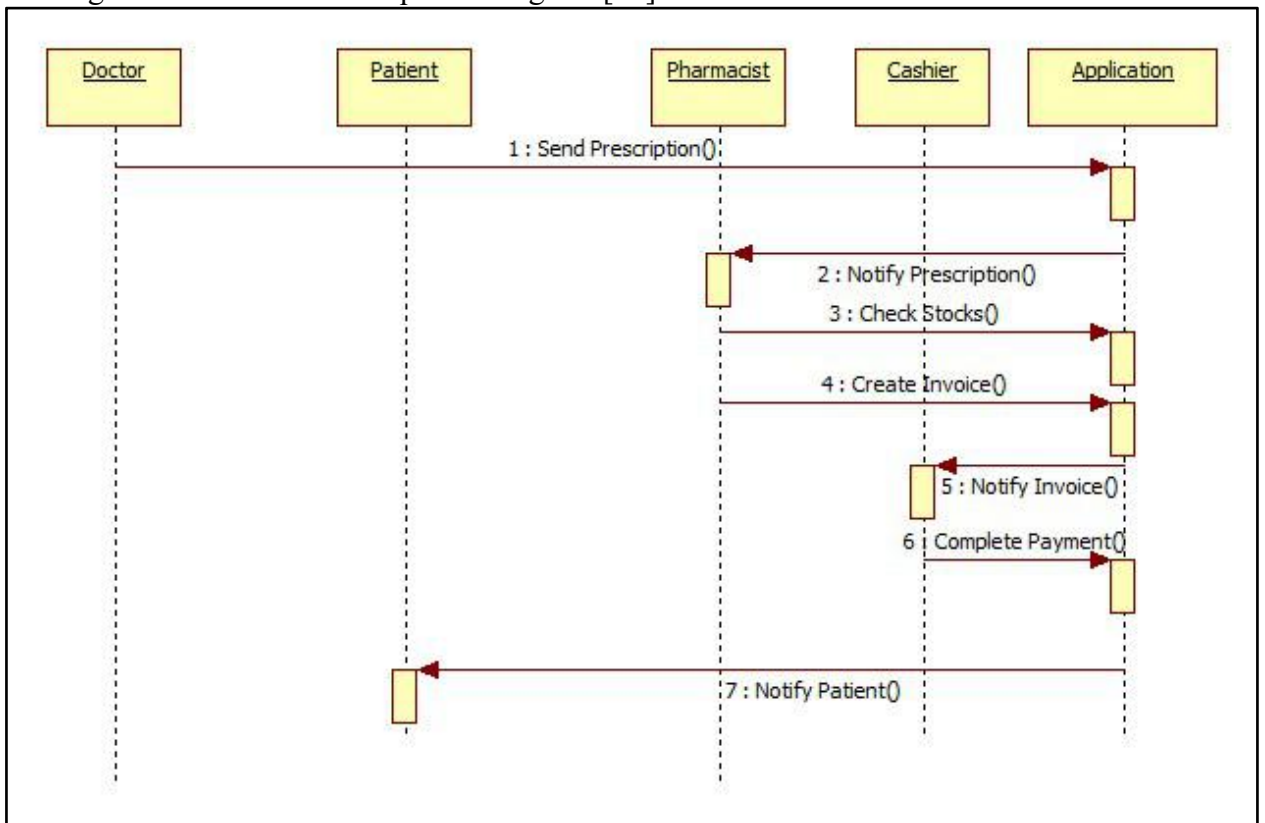 Doctor
Patient
Pharmacist
Cashier
Application
1 : Send Prescription()
2 : Notify Prescription()
3 : Check Stocks()
4 : Create Invoice()
5 : Notify Invoice()
6 : Complete Payment()
7 : Notify Patient()